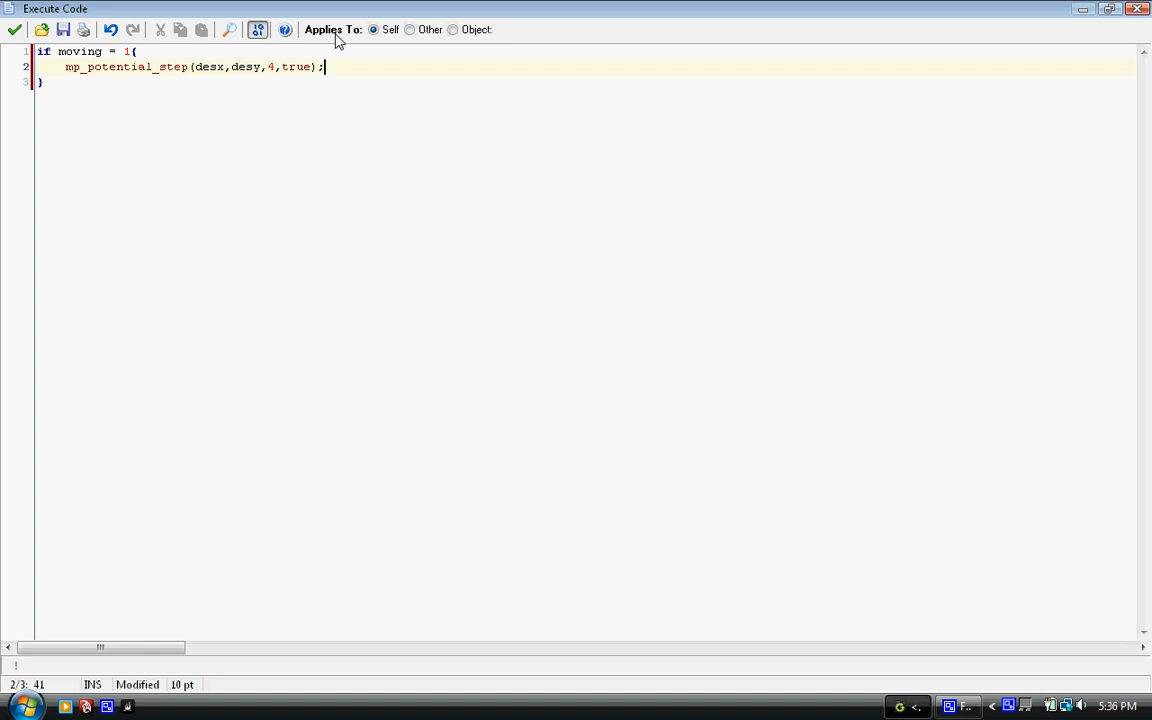 Execute Code
Applies To: Self Other Object:
1 if moving = 1{
2 mp_potential_step(desx,desy,4,true);
3 }
!
2/3: 41 INS Modified 10 pt
G <. F.. < 5:36 PM